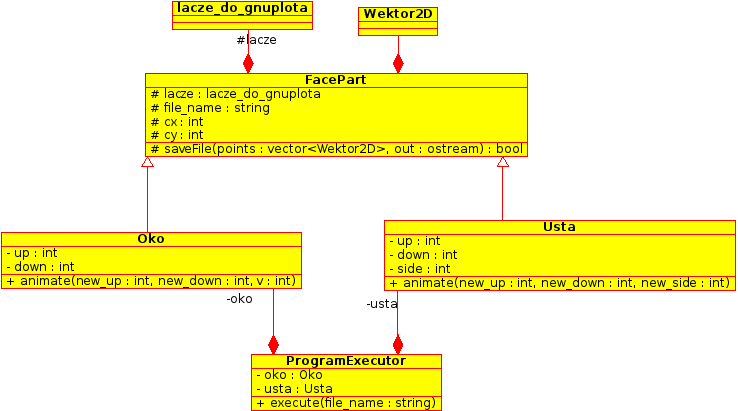 lacze_do_gnuplota
Wektor2D
#lacze
FacePart
# lacze : lacze_do_gnuplota
# file_name : string
# cx : int
# cy : int
# saveFile(points : vector<Wektor2D>, out : ostream) : bool
Oko
- up : int
- down : int
+ animate(new_up : int, new_down : int, v : int)
Usta
- up : int
- down : int
- side : int
+ animate(new_up : int, new_down : int, new_side : int)
-oko
-usta
ProgramExecutor
- oko : Oko
- usta : Usta
+ execute(file_name : string)